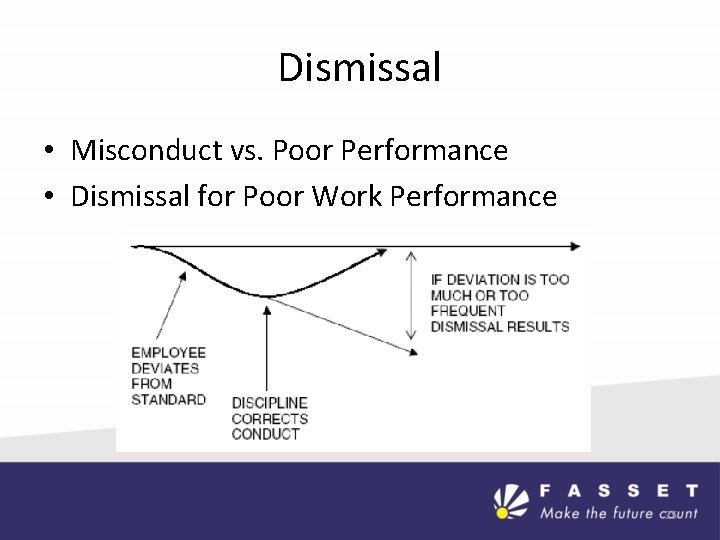 Dismissal
• Misconduct vs. Poor Performance
• Dismissal for Poor Work Performance
IF DEVIATION IS TOO
MUCH OR TOO
FREQUENT
DISMISSAL RESULTS
EMPLOYEE
DEVIATES
FROM
STANDARD
DISCIPLINE
CORRECTS
CONDUCT
FASSET
Make the future count